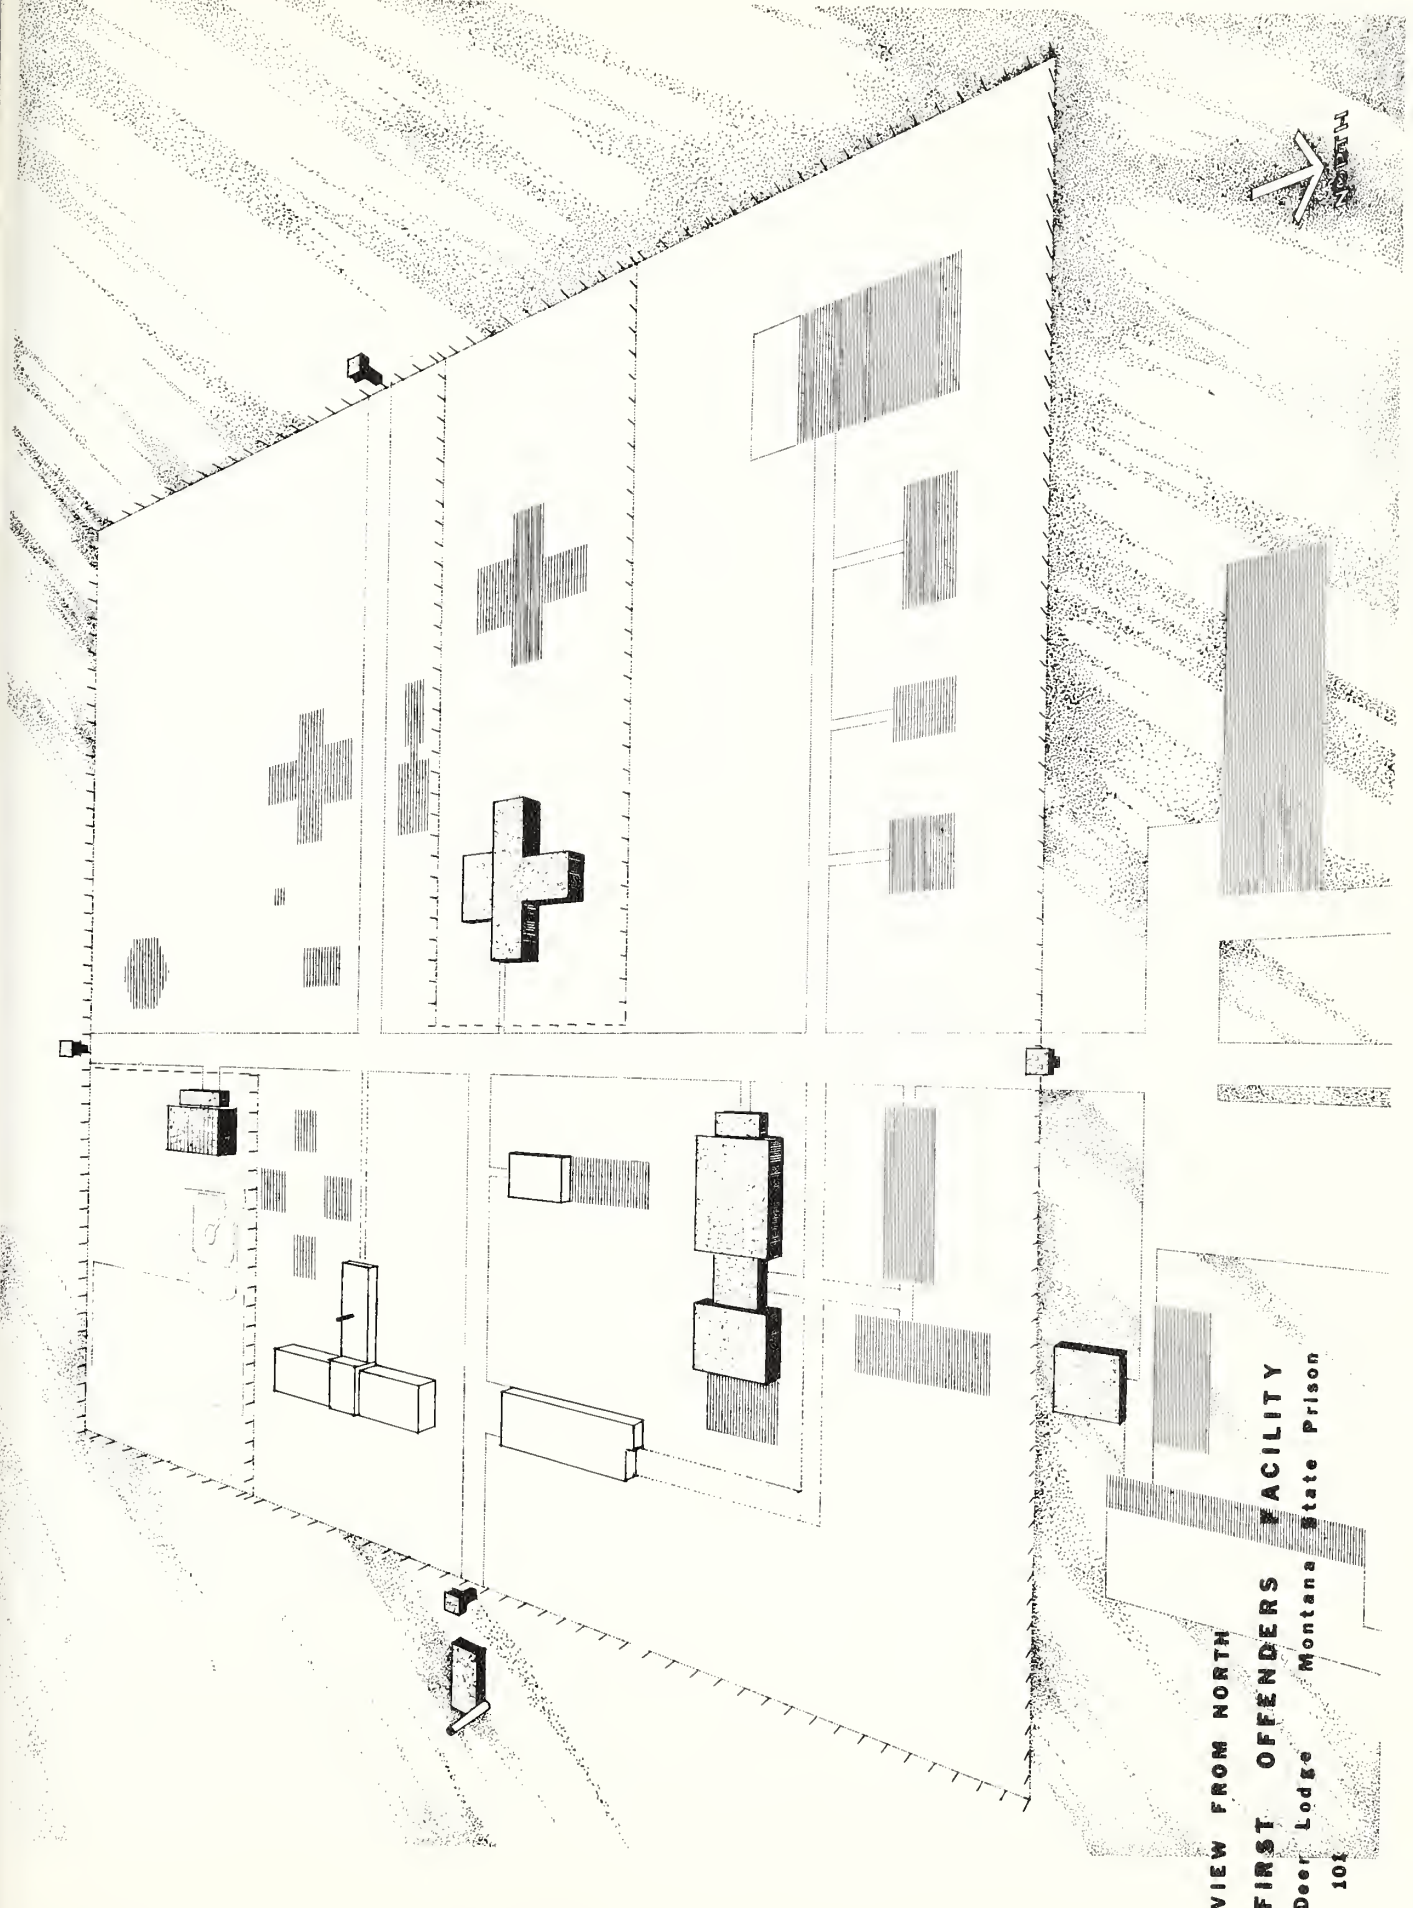 NORTH
VIEW FROM NORTH
FIRST OFFENDERS FACILITY
Deer Lodge Montana State Prison
101